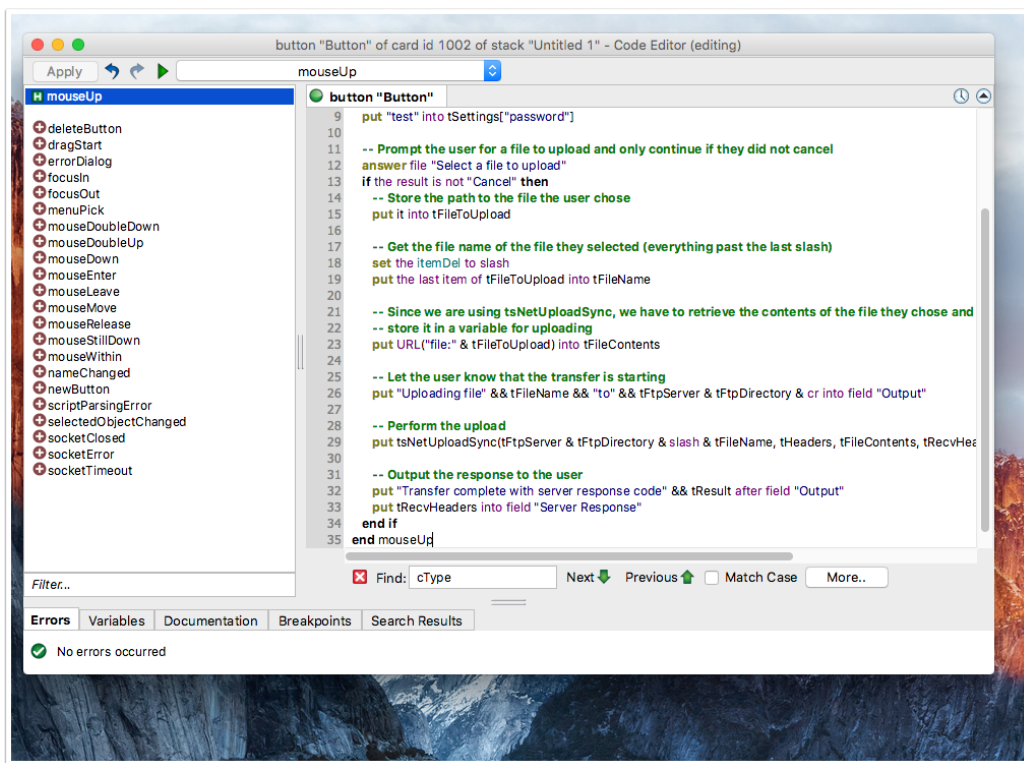 button "Button" of card id 1002 of stack "Untitled 1" - Code Editor (editing)
Apply
mouseUp
H mouseUp
deleteButton
dragStart
errorDialog
focusIn
focusOut
menuPick
mouseDoubleDown
mouseDoubleUp
mouseDown
mouseEnter
mouseLeave
mouseMove
mouseRelease
mouseStillDown
mouseWithin
nameChanged
newButton
scriptParsingError
selectedObjectChanged
socketClosed
socketError
socketTimeout
Filter...
button "Button"
9 put "test" into tSettings["password"]
10
11 -- Prompt the user for a file to upload and only continue if they did not cancel
12 answer file "Select a file to upload"
13 if the result is not "Cancel" then
14 -- Store the path to the file the user chose
15 put it into tFileToUpload
16
17 -- Get the file name of the file they selected (everything past the last slash)
18 set the itemDel to slash
19 put the last item of tFileToUpload into tFileName
20
21 -- Since we are using tsNetUploadSync, we have to retrieve the contents of the file they chose and
22 -- store it in a variable for uploading
23 put URL("file:" & tFileToUpload) into tFileContents
24
25 -- Let the user know that the transfer is starting
26 put "Uploading file" && tFileName && "to" && tFtpServer & tFtpDirectory & cr into field "Output"
27
28 -- Perform the upload
29 put tsNetUploadSync(tFtpServer & tFtpDirectory & slash & tFileName, tHeaders, tFileContents, tRecvHea
30
31 -- Output the response to the user
32 put "Transfer complete with server response code" && tResult after field "Output"
33 put tRecvHeaders into field "Server Response"
34 end if
35 end mouseUp
Find: cType Next Previous Match Case More..
Errors Variables Documentation Breakpoints Search Results
No errors occurred